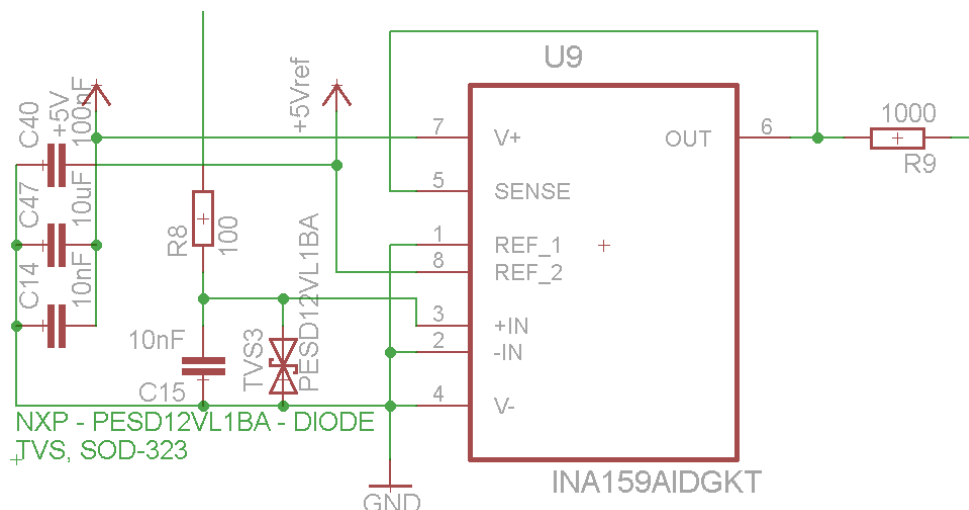 U9
C40
+5V
100nF
+5Vref
1000
7
V+
OUT
6
R9
C47
10uF
5
SENSE
R8
100
1
REF_1
8
REF_2
C14
10nF
PESD12VL1BA
TVS3
3
+IN
10nF
2
-IN
C15
4
V-
NXP - PESD12VL1BA - DIODE
TVS, SOD-323
INA159AIDGKT
GND